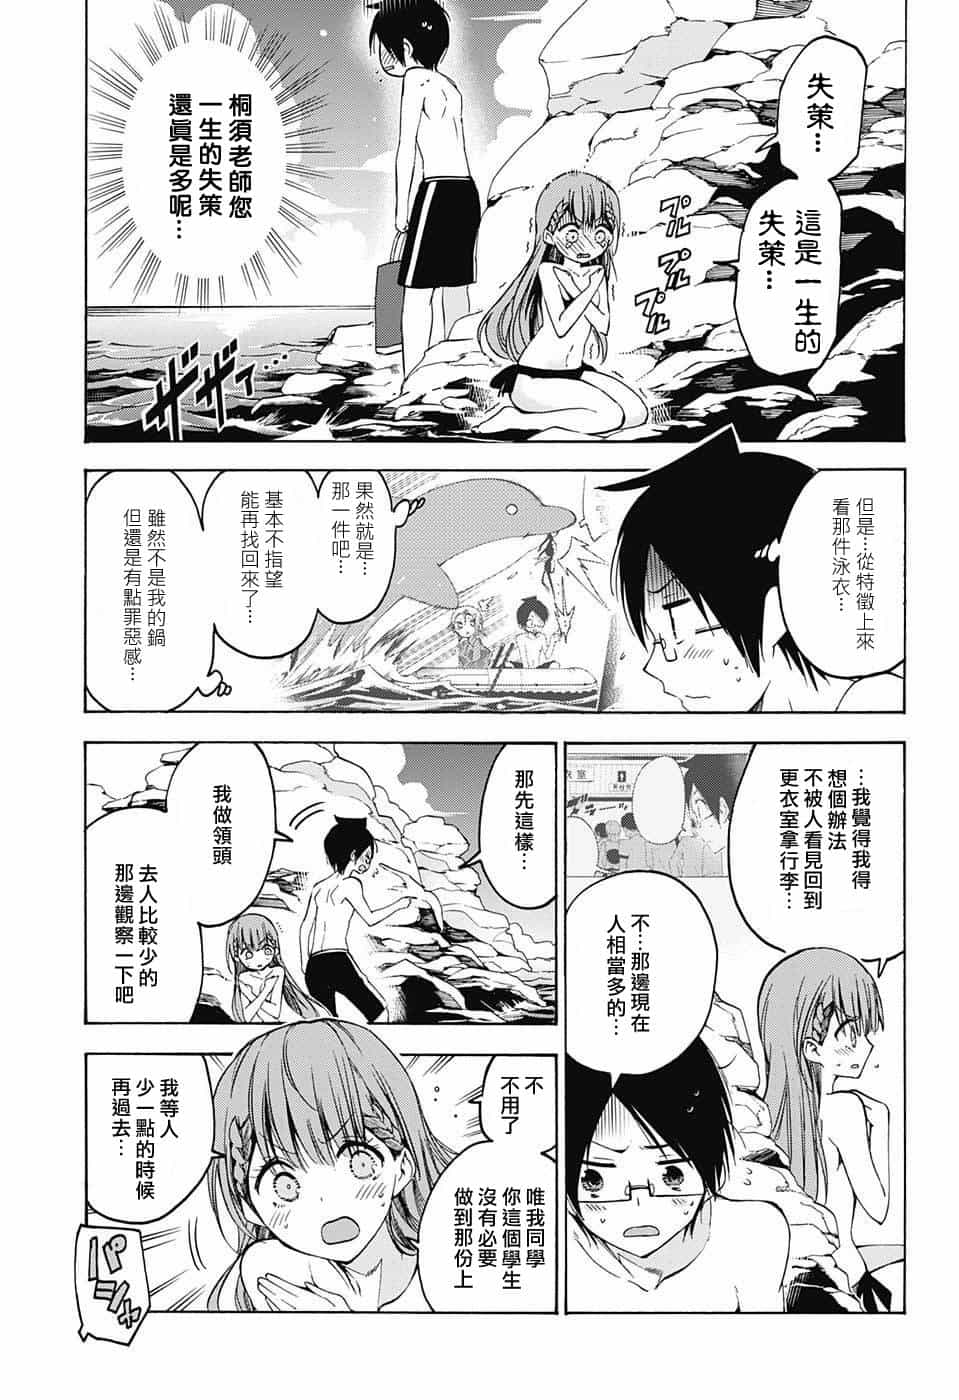 失策…
這是一生的
失策…
プルプル
プルプル
桐須老師您
一生的失策
還真是多呢…
ザザァ…
但是…從特徵上來
看那件泳衣…
果然就是…
那一件吧…
基本不指望
能再找回來了…
雖然不是我的鍋
但還是有點罪惡感…
…我覺得我得
想個辦法
不被人看見回到
更衣室拿行李…
衣室
不…那邊現在
人相當多的…
那先這樣…
我做領頭
去人比較少的
那邊觀察一下吧
不
不用了
唯我同學
你這個學生
沒有必要
做到那份上
我等人
少一點的時候
再過去…
パシャ